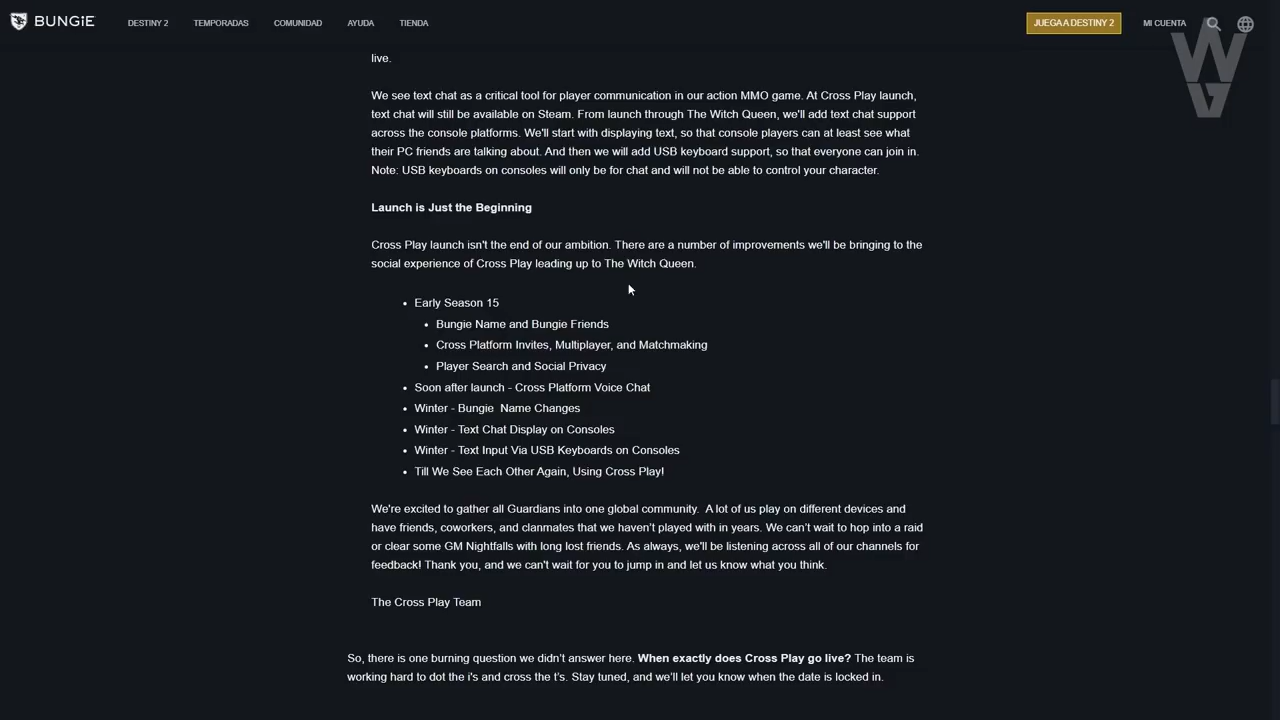 BUNGiE DESTINY 2 TEMPORADAS COMUNIDAD AYUDA TIENDA JUEGA A DESTINY 2 MI CUENTA
WG
live.
We see text chat as a critical tool for player communication in our action MMO game. At Cross Play launch,
text chat will still be available on Steam. From launch through The Witch Queen, we'll add text chat support
across the console platforms. We'll start with displaying text, so that console players can at least see what
their PC friends are talking about. And then we will add USB keyboard support, so that everyone can join in.
Note: USB keyboards on consoles will only be for chat and will not be able to control your character.
Launch is Just the Beginning
Cross Play launch isn't the end of our ambition. There are a number of improvements we'll be bringing to the
social experience of Cross Play leading up to The Witch Queen.
• Early Season 15
• Bungie Name and Bungie Friends
• Cross Platform Invites, Multiplayer, and Matchmaking
• Player Search and Social Privacy
• Soon after launch - Cross Platform Voice Chat
• Winter - Bungie  Name Changes
• Winter - Text Chat Display on Consoles
• Winter - Text Input Via USB Keyboards on Consoles
• Till We See Each Other Again, Using Cross Play!
We're excited to gather all Guardians into one global community.  A lot of us play on different devices and
have friends, coworkers, and clanmates that we haven't played with in years. We can't wait to hop into a raid
or clear some GM Nightfalls with long lost friends. As always, we'll be listening across all of our channels for
feedback! Thank you, and we can't wait for you to jump in and let us know what you think.
The Cross Play Team
So, there is one burning question we didn't answer here. When exactly does Cross Play go live? The team is
working hard to dot the i's and cross the t's. Stay tuned, and we'll let you know when the date is locked in.